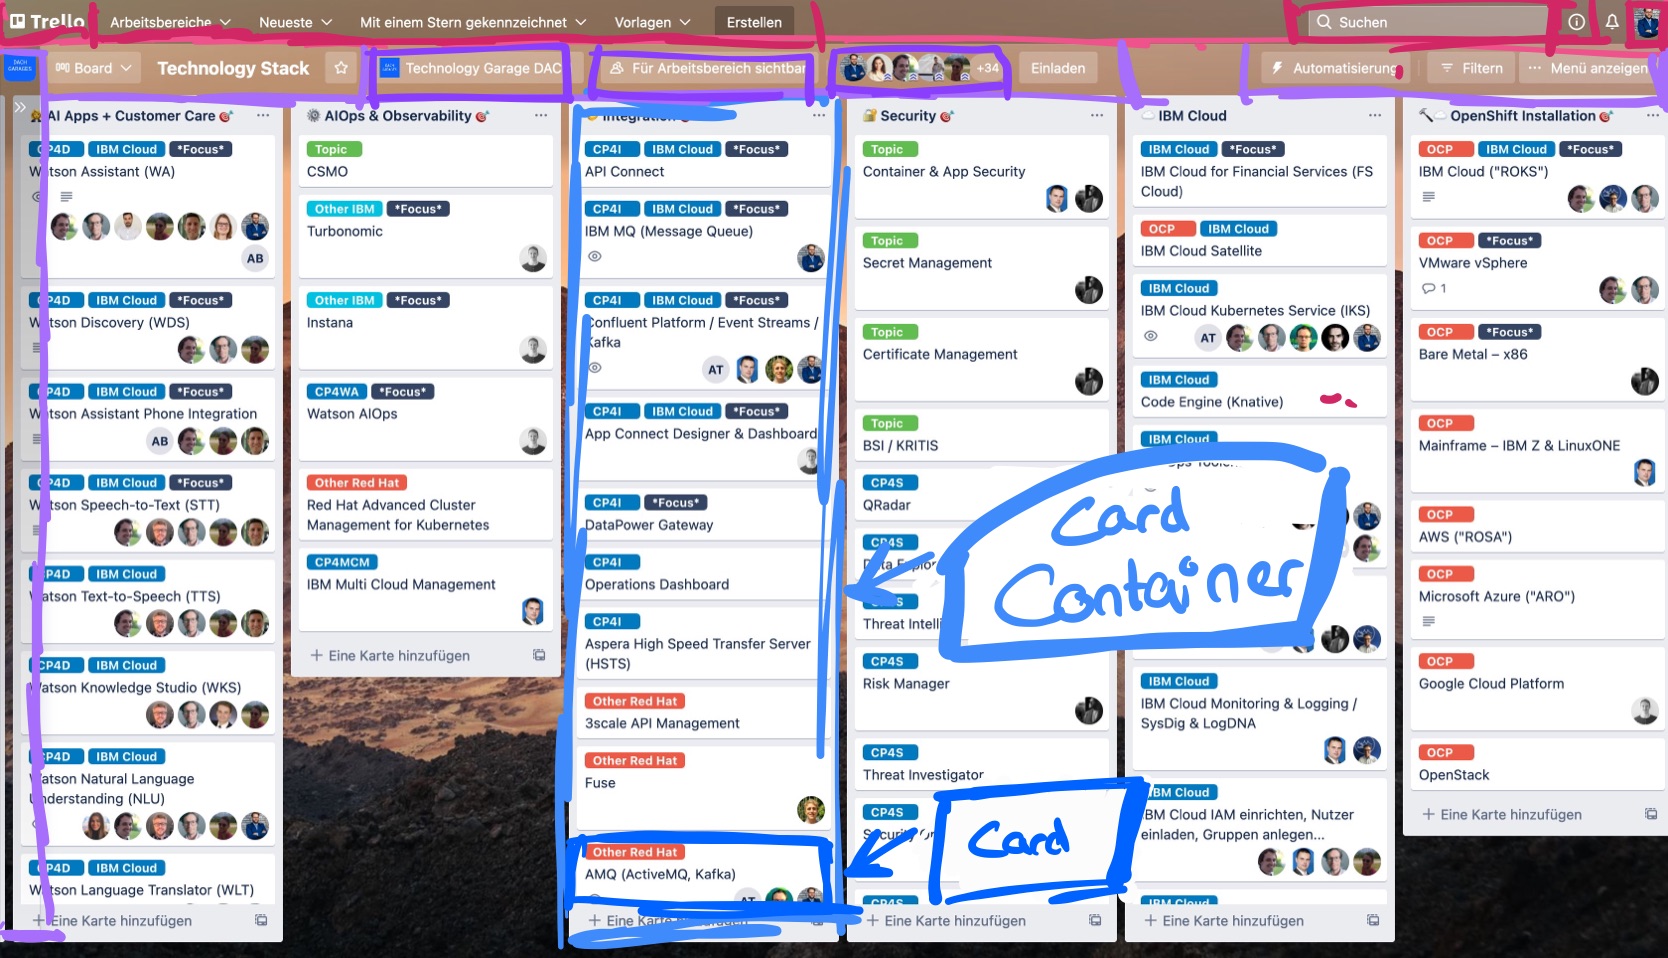 Trello
Arbeitsbereiche
Neueste
Mit einem Stern gekennzeichnet
Vorlagen
Erstellen
Suchen
DACH
GARAGES
Board
Technology Stack
Technology Garage DAC
Für Arbeitsbereich sichtbar
+34
Einladen
Automatisierung
Filtern
Menü anzeigen
AI Apps + Customer Care
CP4D IBM Cloud *Focus*
Watson Assistant (WA)
AB
CP4D IBM Cloud *Focus*
Watson Discovery (WDS)
CP4D IBM Cloud *Focus*
Watson Assistant Phone Integration
AB
CP4D IBM Cloud *Focus*
Watson Speech-to-Text (STT)
CP4D IBM Cloud
Watson Text-to-Speech (TTS)
CP4D IBM Cloud
Watson Knowledge Studio (WKS)
CP4D IBM Cloud
Watson Natural Language
Understanding (NLU)
CP4D IBM Cloud
Watson Language Translator (WLT)
+ Eine Karte hinzufügen
AIOps & Observability
Topic
CSMO
Other IBM *Focus*
Turbonomic
Other IBM *Focus*
Instana
CP4WA *Focus*
Watson AIOps
Other Red Hat
Red Hat Advanced Cluster
Management for Kubernetes
CP4MCM
IBM Multi Cloud Management
+ Eine Karte hinzufügen
Integration
CP4I IBM Cloud *Focus*
API Connect
CP4I IBM Cloud *Focus*
IBM MQ (Message Queue)
CP4I IBM Cloud *Focus*
Confluent Platform / Event Streams /
Kafka
AT
CP4I IBM Cloud *Focus*
App Connect Designer & Dashboard
CP4I *Focus*
DataPower Gateway
CP4I
Operations Dashboard
CP4I
Aspera High Speed Transfer Server
(HSTS)
Other Red Hat
3scale API Management
Other Red Hat
Fuse
Other Red Hat
AMQ (ActiveMQ, Kafka)
AT
+ Eine Karte hinzufügen
Security
Topic
Container & App Security
Topic
Secret Management
Topic
Certificate Management
Topic
BSI / KRITIS
CP4S
QRadar
CP4S
Data Explor
CP4S
Threat Intelli
CP4S
Risk Manager
CP4S
Threat Investigator
CP4S
Security Or
CP4S
+ Eine Karte hinzufügen
IBM Cloud
IBM Cloud *Focus*
IBM Cloud for Financial Services (FS
Cloud)
OCP IBM Cloud
IBM Cloud Satellite
IBM Cloud
IBM Cloud Kubernetes Service (IKS)
AT
IBM Cloud
Code Engine (Knative)
IBM Cloud
IBM Cloud
IBM Cloud Monitoring & Logging /
SysDig & LogDNA
IBM Cloud
IBM Cloud IAM einrichten, Nutzer
einladen, Gruppen anlegen...
IBM Cloud
+ Eine Karte hinzufügen
OpenShift Installation
OCP IBM Cloud *Focus*
IBM Cloud ("ROKS")
OCP *Focus*
VMware vSphere
1
OCP *Focus*
Bare Metal – x86
OCP
Mainframe – IBM Z & LinuxONE
OCP
AWS ("ROSA")
OCP
Microsoft Azure ("ARO")
OCP
Google Cloud Platform
OCP
OpenStack
+ Eine Karte hinzufügen
Card
Container
Card